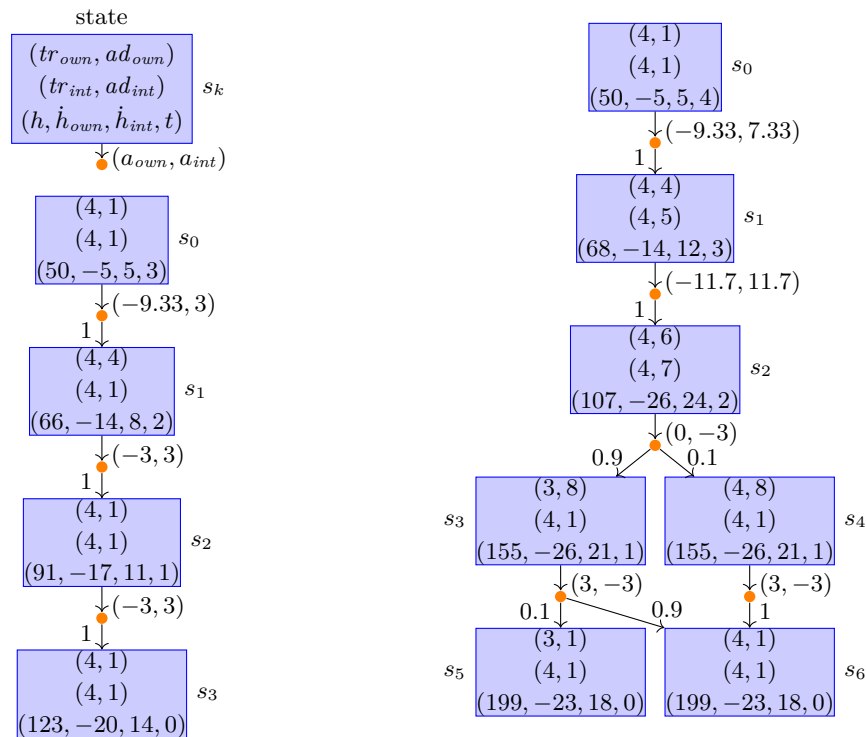 state
(tr_own, ad_own)
(tr_int, ad_int)
(h, ḣ_own, ḣ_int, t)
s_k
(a_own, a_int)
(4, 1)
(4, 1)
(50, −5, 5, 3)
s_0
(−9.33, 3)
1
(4, 4)
(4, 1)
(66, −14, 8, 2)
s_1
(−3, 3)
1
(4, 1)
(4, 1)
(91, −17, 11, 1)
s_2
(−3, 3)
1
(4, 1)
(4, 1)
(123, −20, 14, 0)
s_3
(4, 1)
(4, 1)
(50, −5, 5, 4)
s_0
(−9.33, 7.33)
1
(4, 4)
(4, 5)
(68, −14, 12, 3)
s_1
(−11.7, 11.7)
1
(4, 6)
(4, 7)
(107, −26, 24, 2)
s_2
(0, −3)
0.9
0.1
s_3
(3, 8)
(4, 1)
(155, −26, 21, 1)
(4, 8)
(4, 1)
(155, −26, 21, 1)
s_4
(3, −3)
0.1
0.9
(3, −3)
1
s_5
(3, 1)
(4, 1)
(199, −23, 18, 0)
(4, 1)
(4, 1)
(199, −23, 18, 0)
s_6